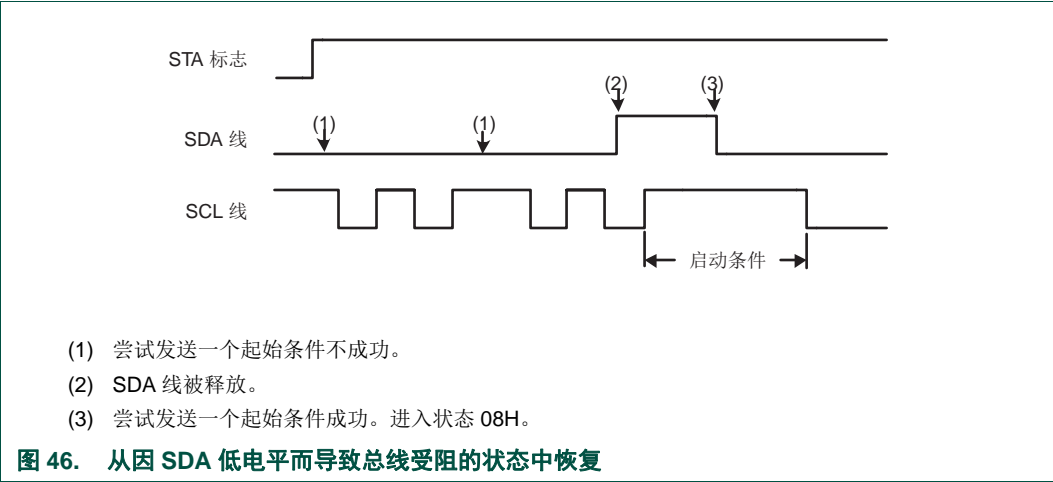 STA 标志
(2) (3)
SDA 线
(1) (1)
SCL 线
启动条件
(1) 尝试发送一个起始条件不成功。
(2) SDA 线被释放。
(3) 尝试发送一个起始条件成功。进入状态 08H。
图 46. 从因 SDA 低电平而导致总线受阻的状态中恢复